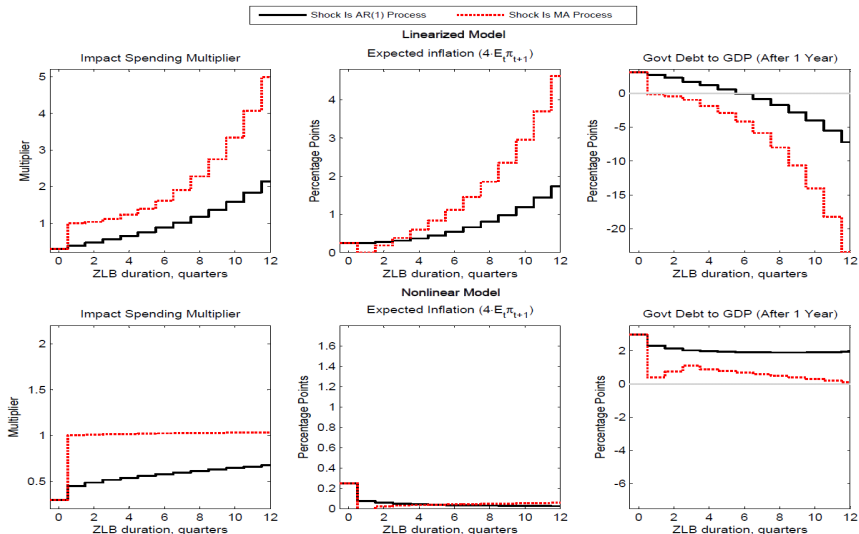 Shock Is AR(1) Process Shock Is MA Process
Linearized Model
Impact Spending Multiplier
Expected inflation (4·E_tπ_{t+1})
Govt Debt to GDP (After 1 Year)
Multiplier
5
4
3
2
1
0 2 4 6 8 10 12
ZLB duration, quarters
Percentage Points
4
3
2
1
0
0 2 4 6 8 10 12
ZLB duration, quarters
Percentage Points
0
-5
-10
-15
-20
0 2 4 6 8 10 12
ZLB duration, quarters
Nonlinear Model
Impact Spending Multiplier
Expected Inflation (4·E_tπ_{t+1})
Govt Debt to GDP (After 1 Year)
Multiplier
2
1.5
1
0.5
0 2 4 6 8 10 12
ZLB duration, quarters
Percentage Points
1.6
1.4
1.2
1
0.8
0.6
0.4
0.2
0
0 2 4 6 8 10 12
ZLB duration, quarters
Percentage Points
6
4
2
0
-2
-4
-6
0 2 4 6 8 10 12
ZLB duration, quarters